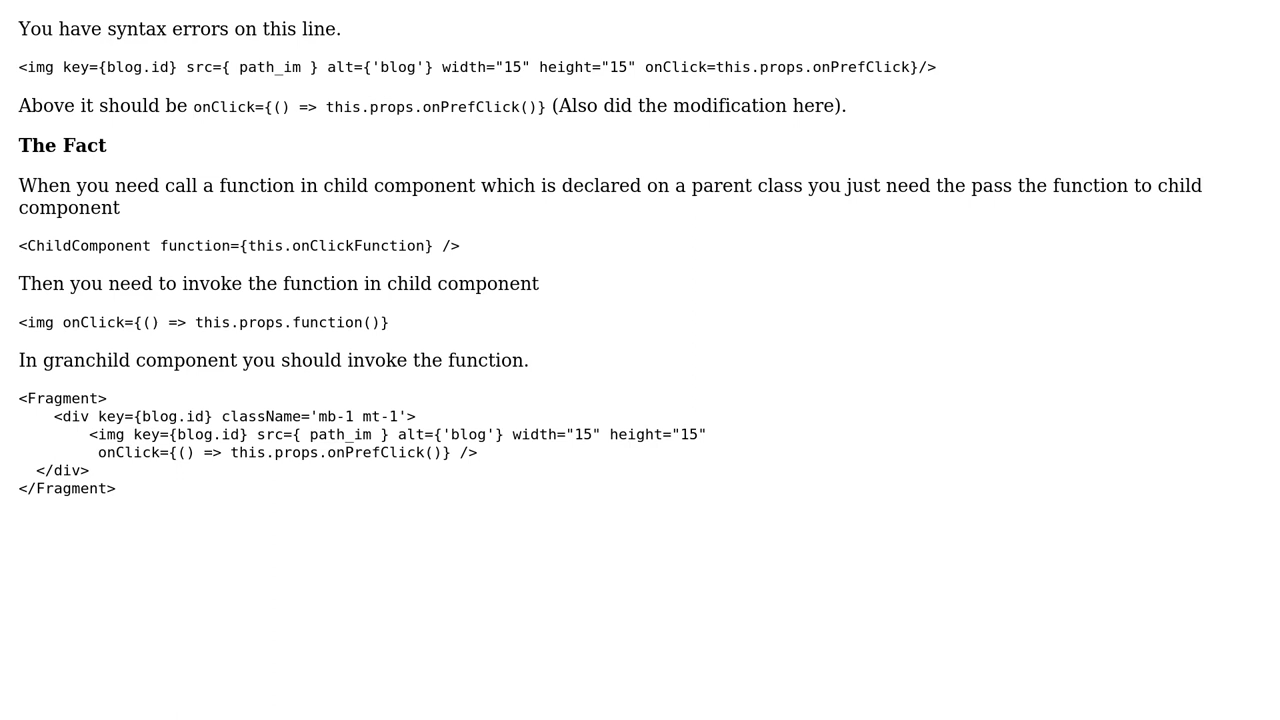 You have syntax errors on this line.
<img key={blog.id} src={ path_im } alt={'blog'} width="15" height="15" onClick=this.props.onPrefClick}/>
Above it should be onClick={() => this.props.onPrefClick()} (Also did the modification here).
The Fact
When you need call a function in child component which is declared on a parent class you just need the pass the function to child
component
<ChildComponent function={this.onClickFunction} />
Then you need to invoke the function in child component
<img onClick={() => this.props.function()}
In granchild component you should invoke the function.
<Fragment>
    <div key={blog.id} className='mb-1 mt-1'>
        <img key={blog.id} src={ path_im } alt={'blog'} width="15" height="15"
         onClick={() => this.props.onPrefClick()} />
  </div>
</Fragment>